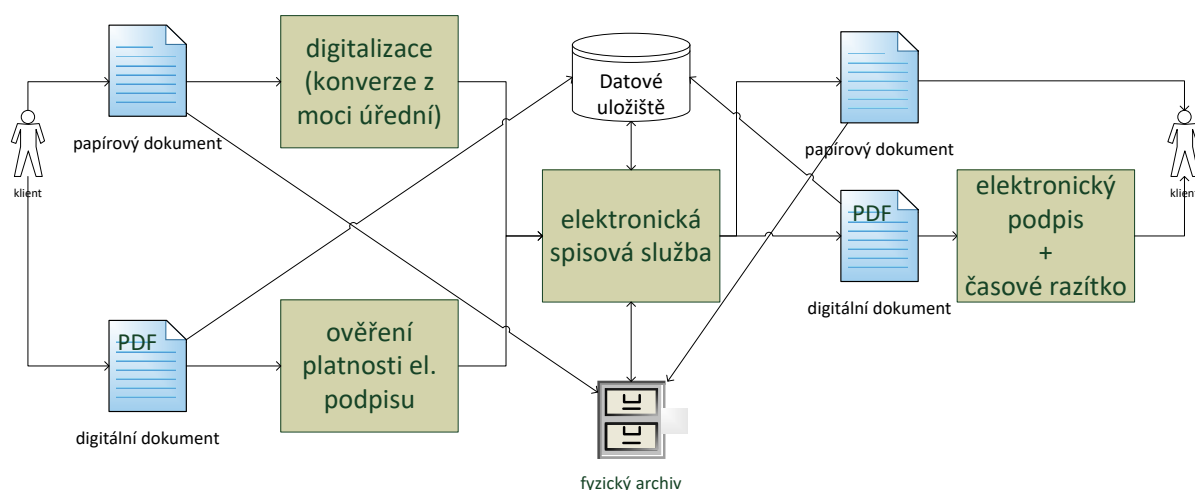 klient
papírový dokument
PDF
digitální dokument
digitalizace
(konverze z
moci úřední)
ověření
platnosti el.
podpisu
Datové
uložiště
elektronická
spisová služba
fyzický archiv
papírový dokument
PDF
digitální dokument
elektronický
podpis
+
časové razítko
klient